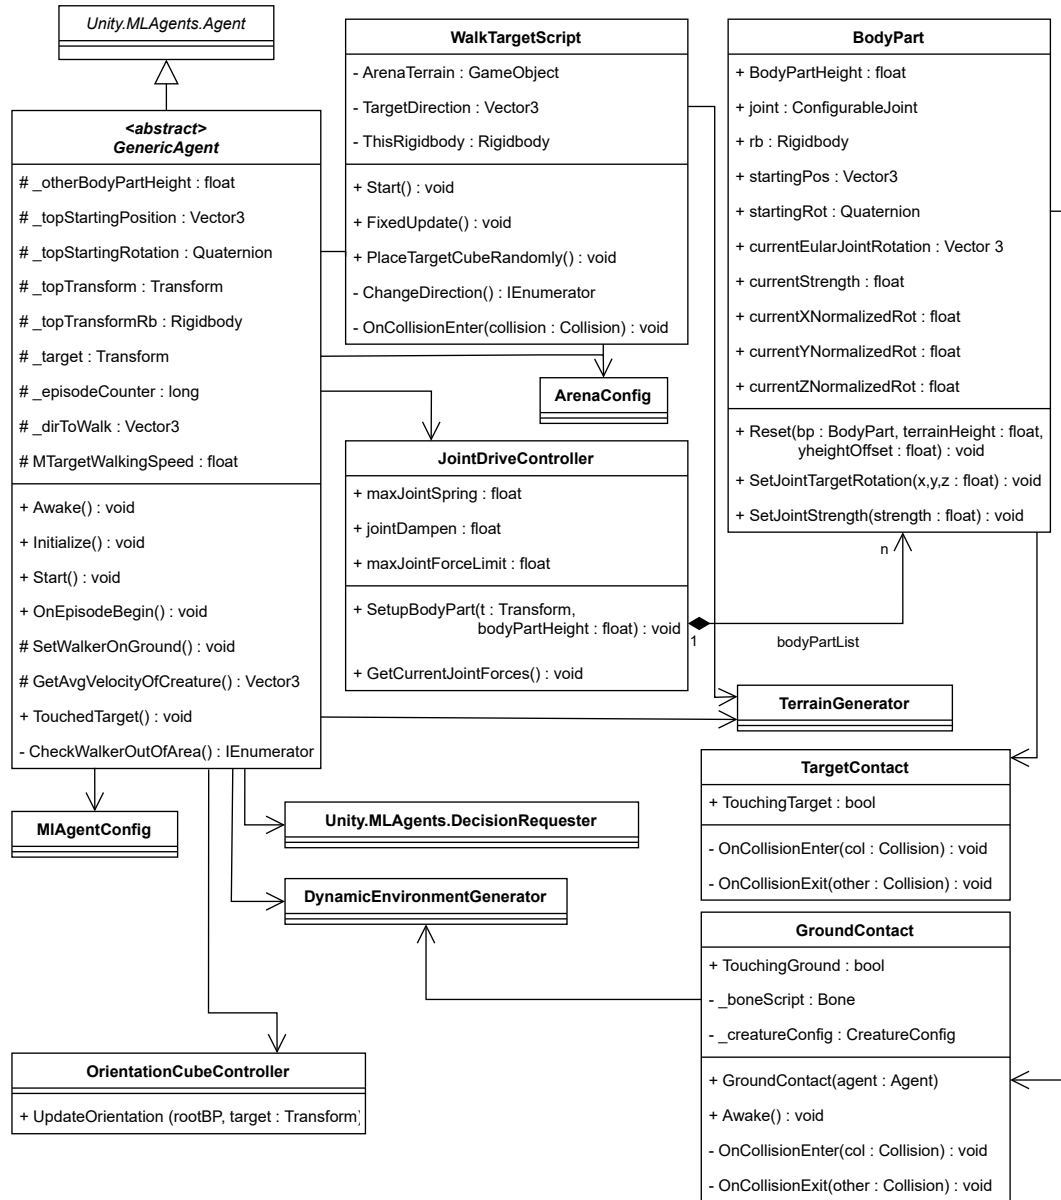 Unity.MLAgents.Agent
<abstract>
GenericAgent
# _otherBodyPartHeight : float
# _topStartingPosition : Vector3
# _topStartingRotation : Quaternion
# _topTransform : Transform
# _topTransformRb : Rigidbody
# _target : Transform
# _episodeCounter : long
# _dirToWalk : Vector3
# MTargetWalkingSpeed : float
+ Awake() : void
+ Initialize() : void
+ Start() : void
+ OnEpisodeBegin() : void
# SetWalkerOnGround() : void
# GetAvgVelocityOfCreature() : Vector3
+ TouchedTarget() : void
- CheckWalkerOutOfArea() : IEnumerator
WalkTargetScript
- ArenaTerrain : GameObject
- TargetDirection : Vector3
- ThisRigidbody : Rigidbody
+ Start() : void
+ FixedUpdate() : void
+ PlaceTargetCubeRandomly() : void
- ChangeDirection() : IEnumerator
- OnCollisionEnter(collision : Collision) : void
ArenaConfig
JointDriveController
+ maxJointSpring : float
+ jointDampen : float
+ maxJointForceLimit : float
+ SetupBodyPart(t : Transform,
bodyPartHeight : float) : void
+ GetCurrentJointForces() : void
BodyPart
+ BodyPartHeight : float
+ joint : ConfigurableJoint
+ rb : Rigidbody
+ startingPos : Vector3
+ startingRot : Quaternion
+ currentEularJointRotation : Vector 3
+ currentStrength : float
+ currentXNormalizedRot : float
+ currentYNormalizedRot : float
+ currentZNormalizedRot : float
+ Reset(bp : BodyPart, terrainHeight : float,
yheightOffset : float) : void
+ SetJointTargetRotation(x,y,z : float) : void
+ SetJointStrength(strength : float) : void
n
1
bodyPartList
TerrainGenerator
TargetContact
+ TouchingTarget : bool
- OnCollisionEnter(col : Collision) : void
- OnCollisionExit(other : Collision) : void
MlAgentConfig
Unity.MLAgents.DecisionRequester
DynamicEnvironmentGenerator
GroundContact
+ TouchingGround : bool
- _boneScript : Bone
- _creatureConfig : CreatureConfig
+ GroundContact(agent : Agent)
+ Awake() : void
- OnCollisionEnter(col : Collision) : void
- OnCollisionExit(other : Collision) : void
OrientationCubeController
+ UpdateOrientation (rootBP, target : Transform)